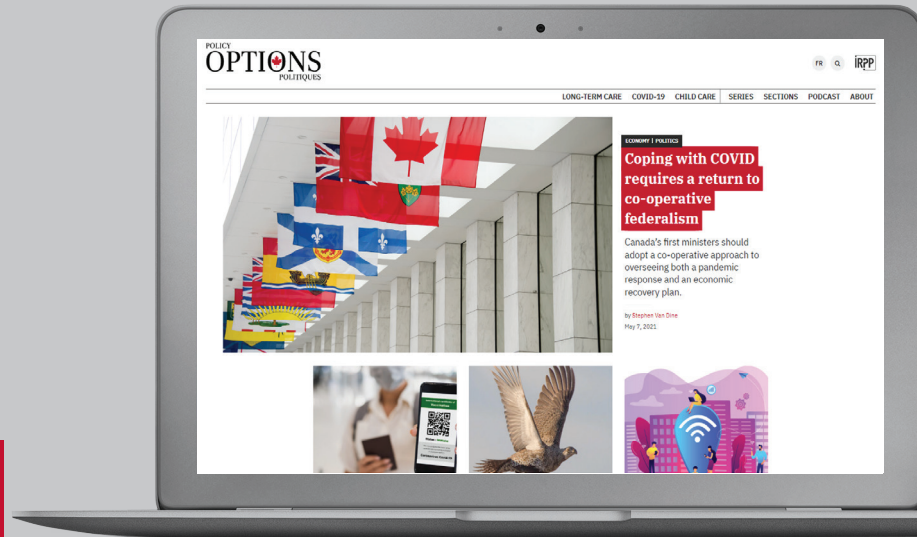 POLICY
OPTIONS
POLITIQUES
FR
IRPP
LONG-TERM CARE COVID-19 CHILD CARE SERIES SECTIONS PODCAST ABOUT
ECONOMY | POLITICS
Coping with COVID
requires a return to
co-operative
federalism
Canada's first ministers should
adopt a co-operative approach to
overseeing both a pandemic
response and an economic
recovery plan.
by Stephen Van Dine
May 7, 2021